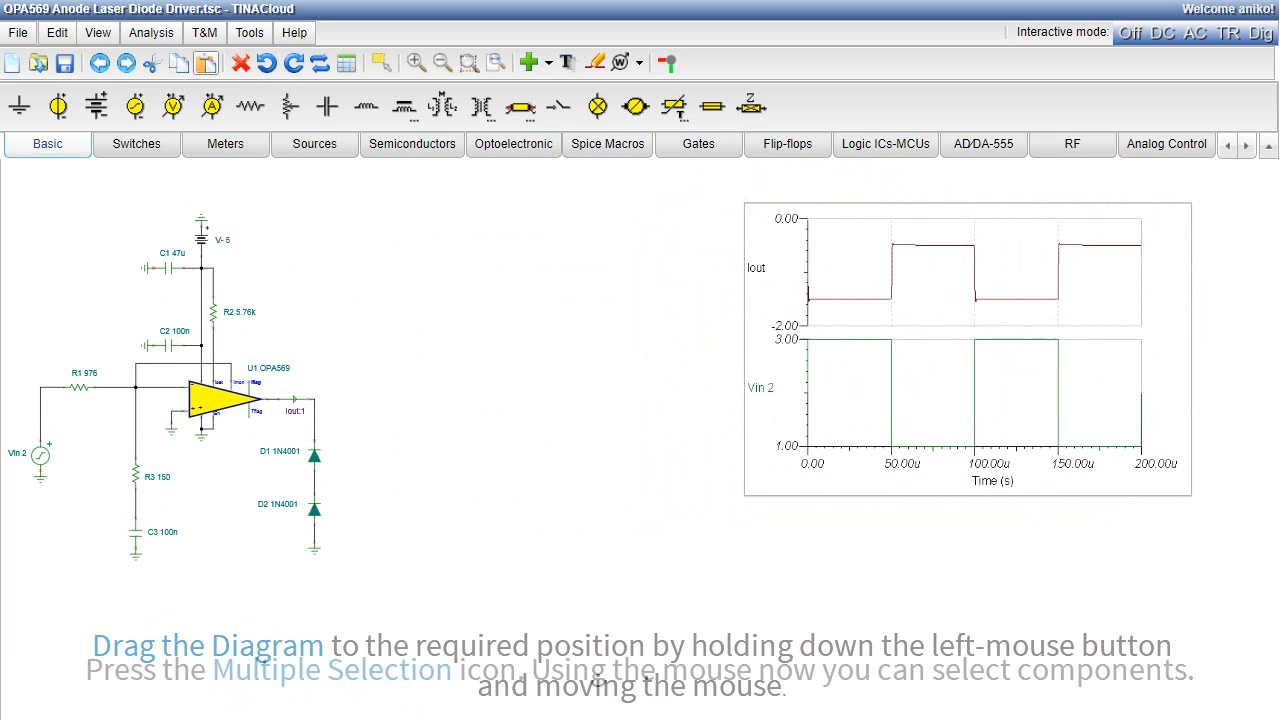 OPA569 Anode Laser Diode Driver.tsc - TINACloud
Welcome aniko!
File Edit View Analysis T&M Tools Help
Interactive mode: Off DC AC TR Dig
Basic Switches Meters Sources Semiconductors Optoelectronic Spice Macros Gates Flip-flops Logic ICs-MCUs AD/DA-555 RF Analog Control
V- 5
C1 47u
R2 5.76k
C2 100n
U1 OPA569
R1 976
Iout:1
Vin 2
D1 1N4001
R3 150
D2 1N4001
C3 100n
0.00
Iout
-2.00
3.00
Vin 2
1.00
0.00 50.00u 100.00u 150.00u 200.00u
Time (s)
Drag the Diagram to the required position by holding down the left-mouse button
and moving the mouse.
Press the Multiple Selection icon. Using the mouse now you can select components.